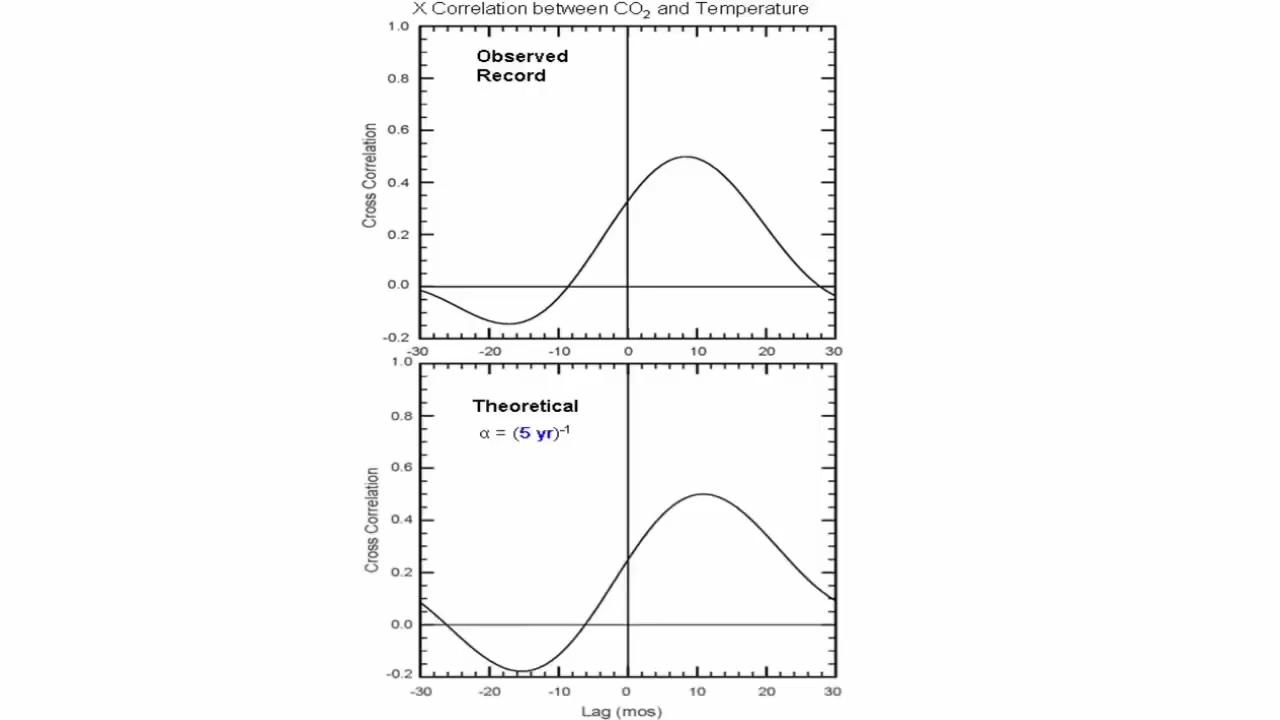 X Correlation between CO₂ and Temperature
1.0
Observed
Record
0.8
0.6
0.4
0.2
0.0
-0.2
Cross Correlation
-30 -20 -10 0 10 20 30
1.0
Theoretical
α = (5 yr)⁻¹
0.8
0.6
0.4
0.2
0.0
-0.2
Cross Correlation
-30 -20 -10 0 10 20 30
Lag (mos)